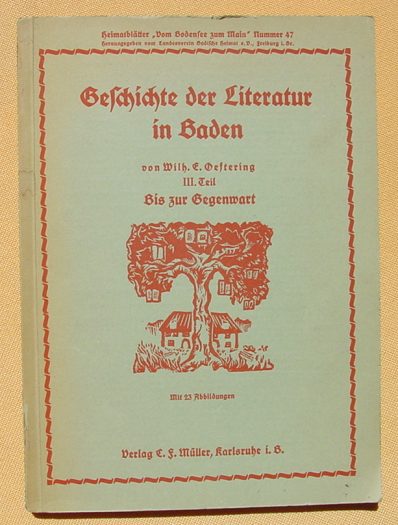 Heimatblätter „Vom Bodensee zum Main“ Nummer 47
Herausgegeben vom Landesverein Badische Heimat e. V., Freiburg i. Br.
Geschichte der Literatur
in Baden
von Wilh. E. Oeftering
III. Teil
Bis zur Gegenwart
Mit 23 Abbildungen
Verlag C. F. Müller, Karlsruhe i. B.